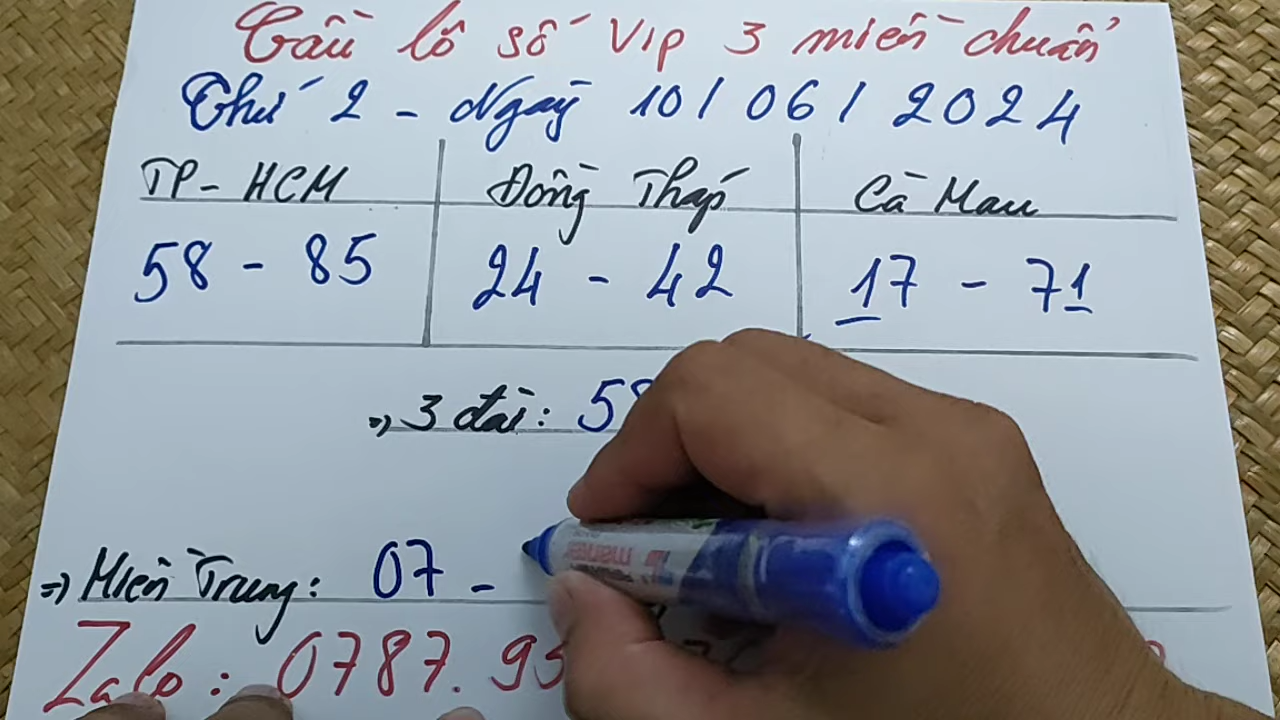 Cầu lô số VIP 3 miền chuẩn
Thứ 2 - Ngày 10/06/2024
TP-HCM Đồng Tháp Cà Mau
58 - 85 24 - 42 17 - 71
=> 3 đài: 58
=> Miền Trung: 07 -
Zalo: 0787.93